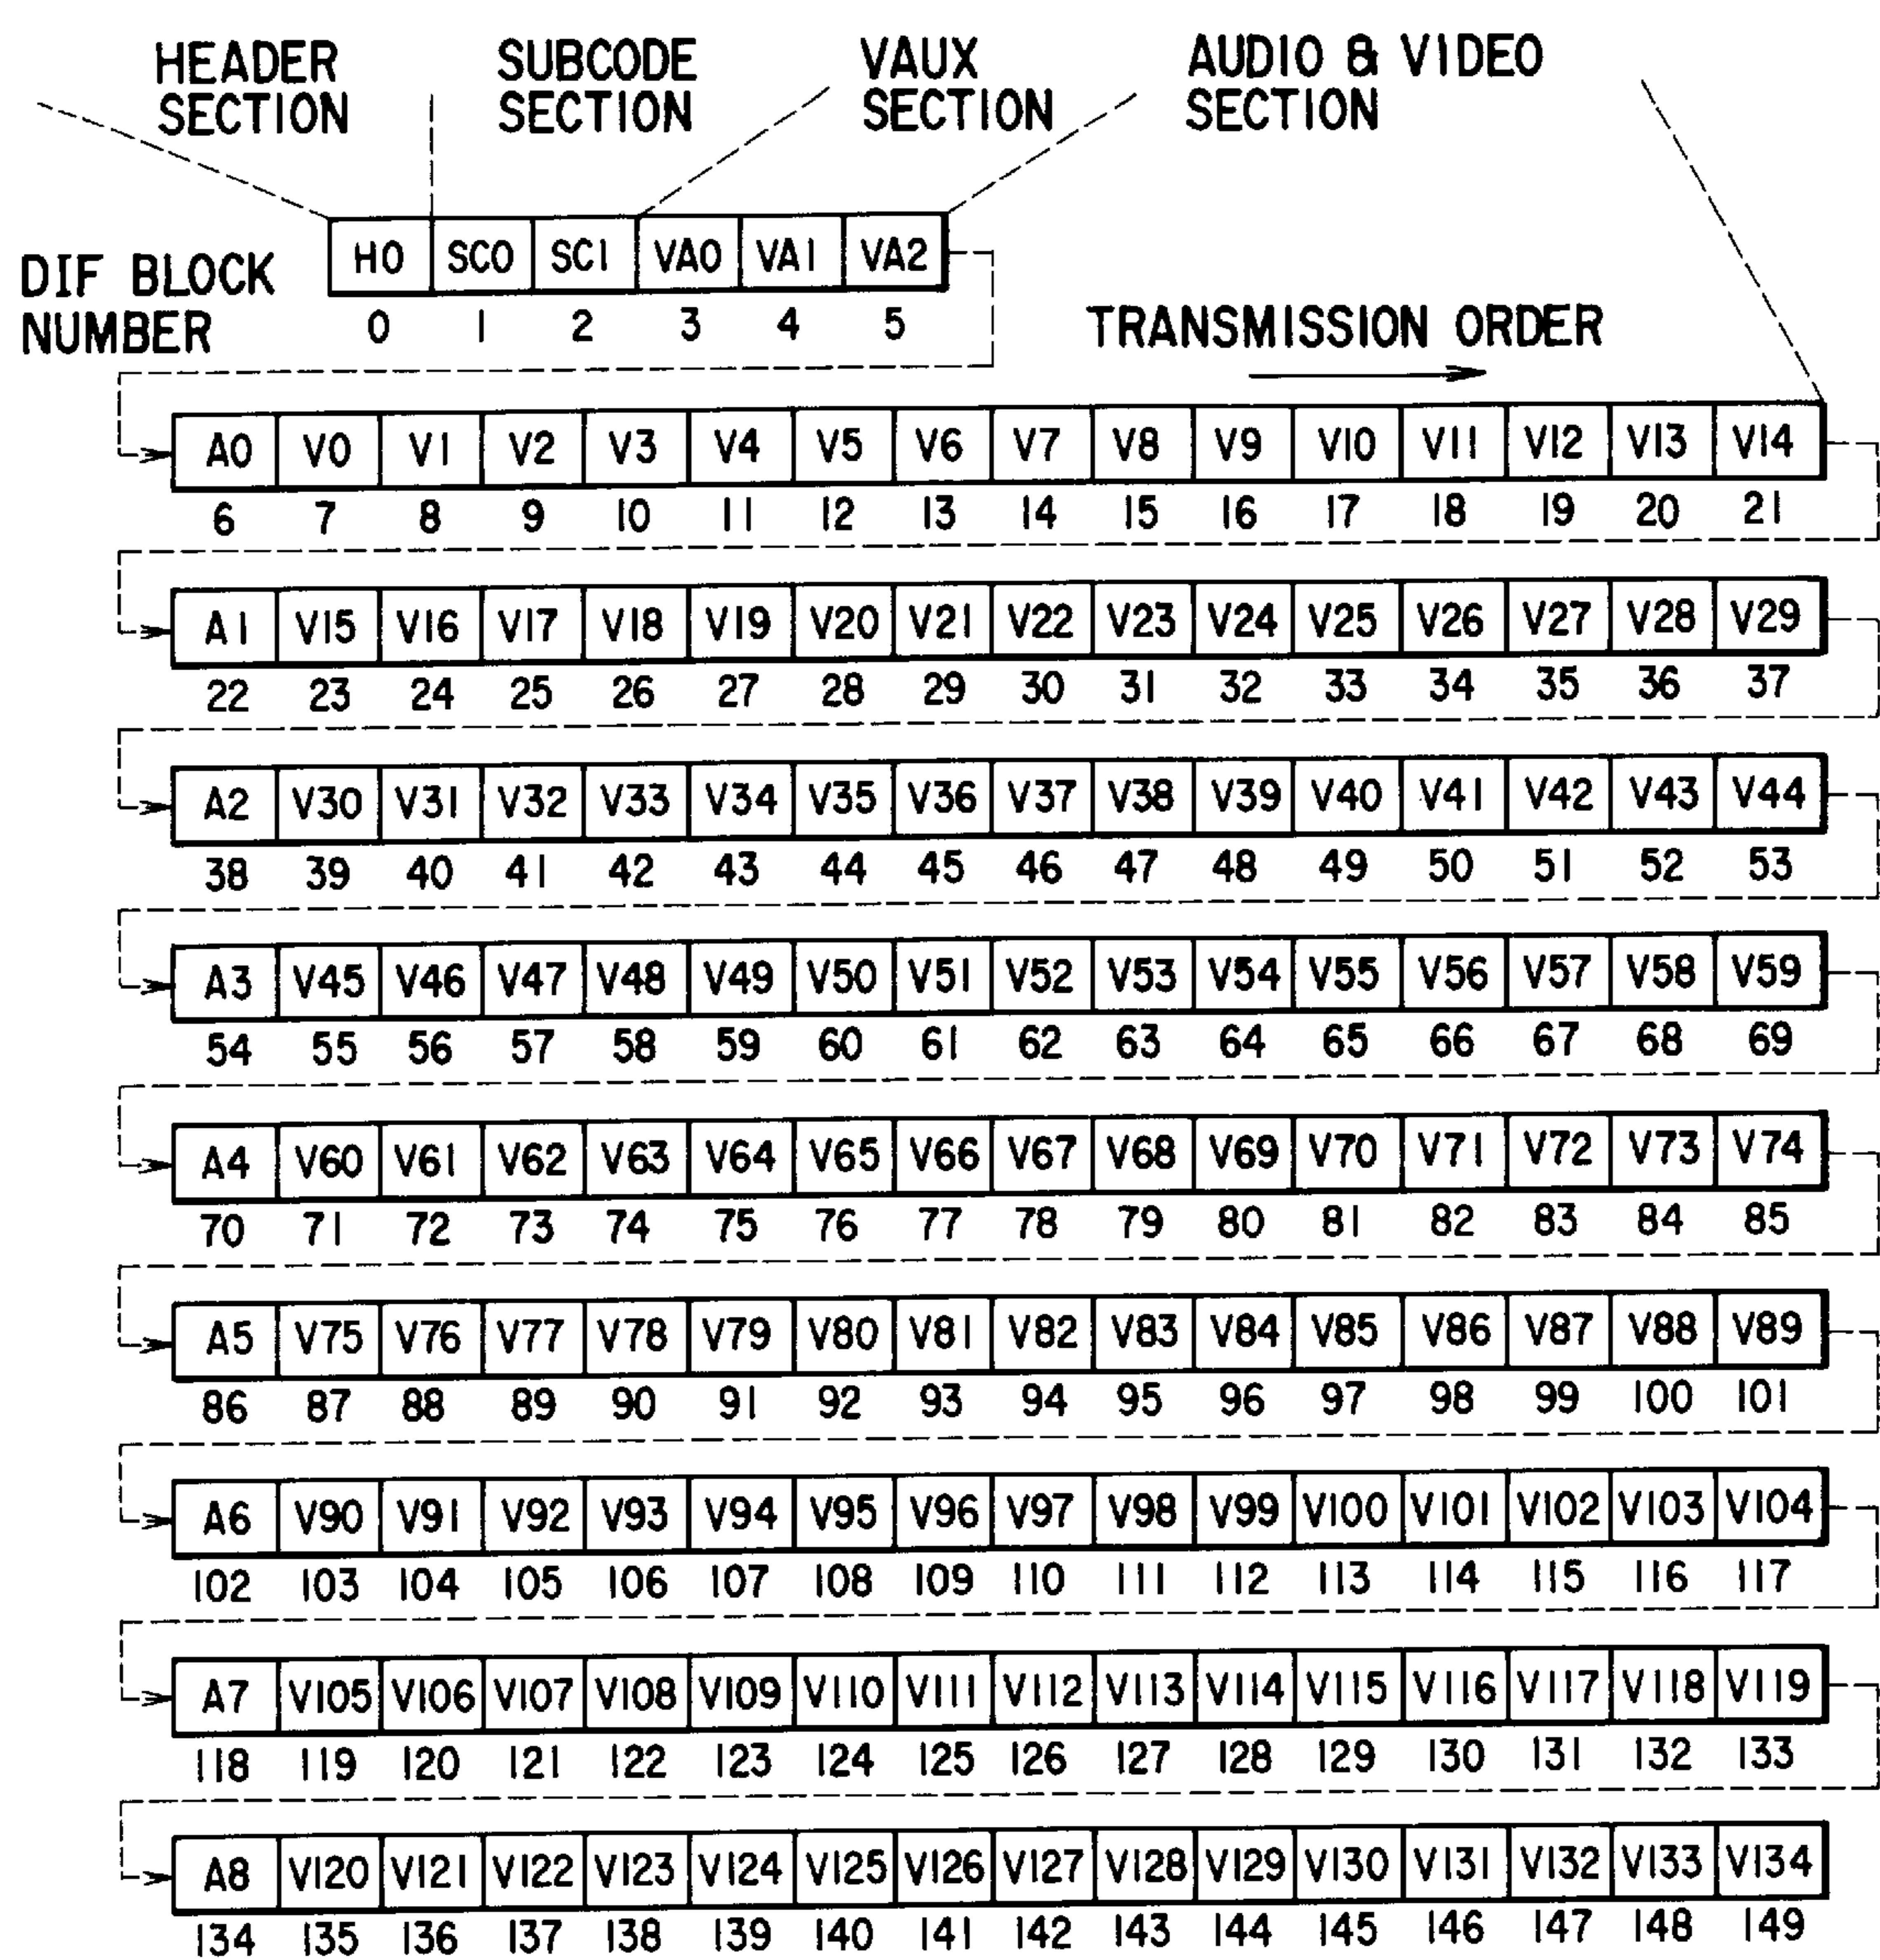 HEADER SECTION SUBCODE SECTION VAUX SECTION AUDIO & VIDEO SECTION
H0 SC0 SC1 VA0 VA1 VA2
DIF BLOCK NUMBER 0 1 2 3 4 5
TRANSMISSION ORDER
A0 V0 V1 V2 V3 V4 V5 V6 V7 V8 V9 V10 V11 V12 V13 V14
6 7 8 9 10 11 12 13 14 15 16 17 18 19 20 21
A1 V15 V16 V17 V18 V19 V20 V21 V22 V23 V24 V25 V26 V27 V28 V29
22 23 24 25 26 27 28 29 30 31 32 33 34 35 36 37
A2 V30 V31 V32 V33 V34 V35 V36 V37 V38 V39 V40 V41 V42 V43 V44
38 39 40 41 42 43 44 45 46 47 48 49 50 51 52 53
A3 V45 V46 V47 V48 V49 V50 V51 V52 V53 V54 V55 V56 V57 V58 V59
54 55 56 57 58 59 60 61 62 63 64 65 66 67 68 69
A4 V60 V61 V62 V63 V64 V65 V66 V67 V68 V69 V70 V71 V72 V73 V74
70 71 72 73 74 75 76 77 78 79 80 81 82 83 84 85
A5 V75 V76 V77 V78 V79 V80 V81 V82 V83 V84 V85 V86 V87 V88 V89
86 87 88 89 90 91 92 93 94 95 96 97 98 99 100 101
A6 V90 V91 V92 V93 V94 V95 V96 V97 V98 V99 V100 V101 V102 V103 V104
102 103 104 105 106 107 108 109 110 111 112 113 114 115 116 117
A7 V105 V106 V107 V108 V109 V110 V111 V112 V113 V114 V115 V116 V117 V118 V119
118 119 120 121 122 123 124 125 126 127 128 129 130 131 132 133
A8 V120 V121 V122 V123 V124 V125 V126 V127 V128 V129 V130 V131 V132 V133 V134
134 135 136 137 138 139 140 141 142 143 144 145 146 147 148 149